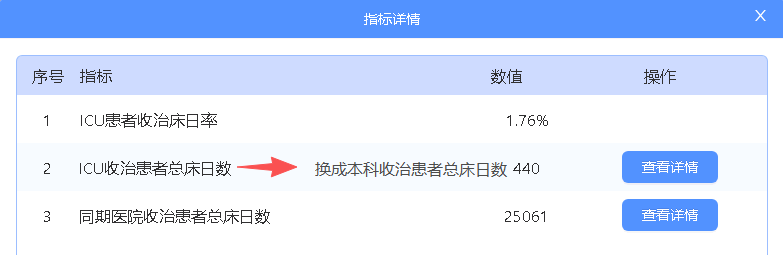 指标详情 X
序号 指标 数值 操作
1 ICU患者收治床日率 1.76%
2 ICU收治患者总床日数 换成本科收治患者总床日数 440 查看详情
3 同期医院收治患者总床日数 25061 查看详情